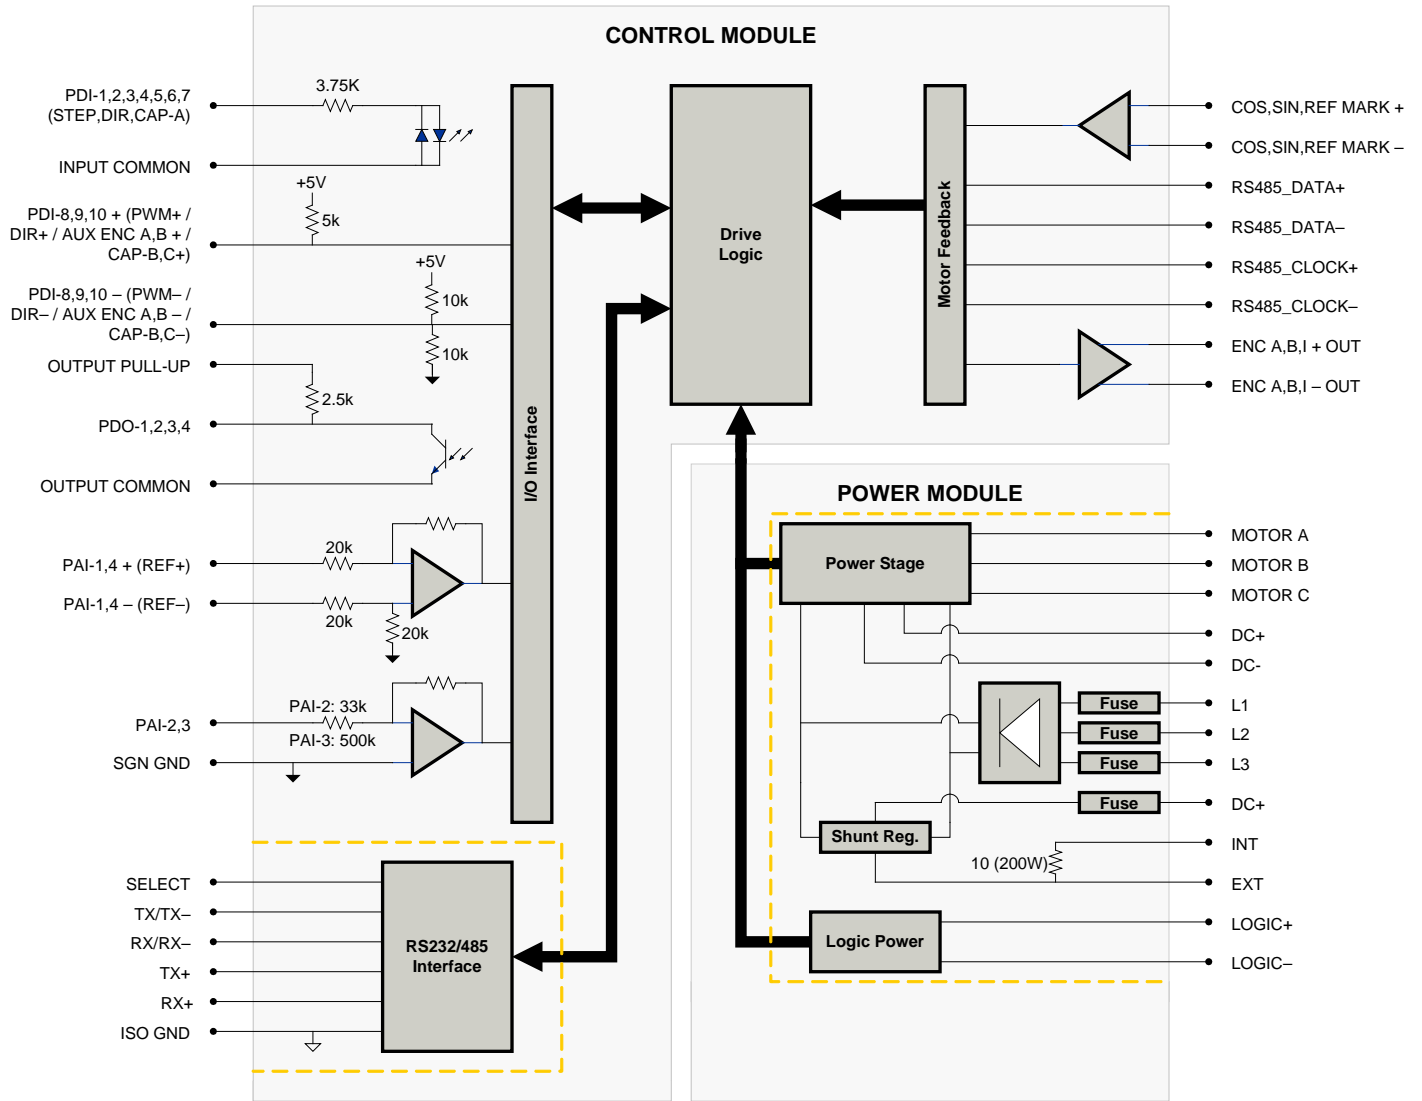 CONTROL MODULE
PDI-1,2,3,4,5,6,7
(STEP,DIR,CAP-A)
3.75K
INPUT COMMON
+5V
5k
PDI-8,9,10 + (PWM+ /
DIR+ / AUX ENC A,B + /
CAP-B,C+)
+5V
10k
PDI-8,9,10 – (PWM– /
DIR– / AUX ENC A,B – /
CAP-B,C–)
10k
OUTPUT PULL-UP
2.5k
PDO-1,2,3,4
OUTPUT COMMON
20k
PAI-1,4 + (REF+)
PAI-1,4 – (REF–)
20k
20k
PAI-2: 33k
PAI-2,3
PAI-3: 500k
SGN GND
I/O Interface
SELECT
TX/TX–
RX/RX–
TX+
RX+
ISO GND
RS232/485
Interface
Drive
Logic
Motor Feedback
COS,SIN,REF MARK +
COS,SIN,REF MARK –
RS485_DATA+
RS485_DATA–
RS485_CLOCK+
RS485_CLOCK–
ENC A,B,I + OUT
ENC A,B,I – OUT
POWER MODULE
Power Stage
MOTOR A
MOTOR B
MOTOR C
DC+
DC-
Fuse
L1
Fuse
L2
Fuse
L3
Fuse
DC+
Shunt Reg.
INT
10 (200W)
EXT
Logic Power
LOGIC+
LOGIC–